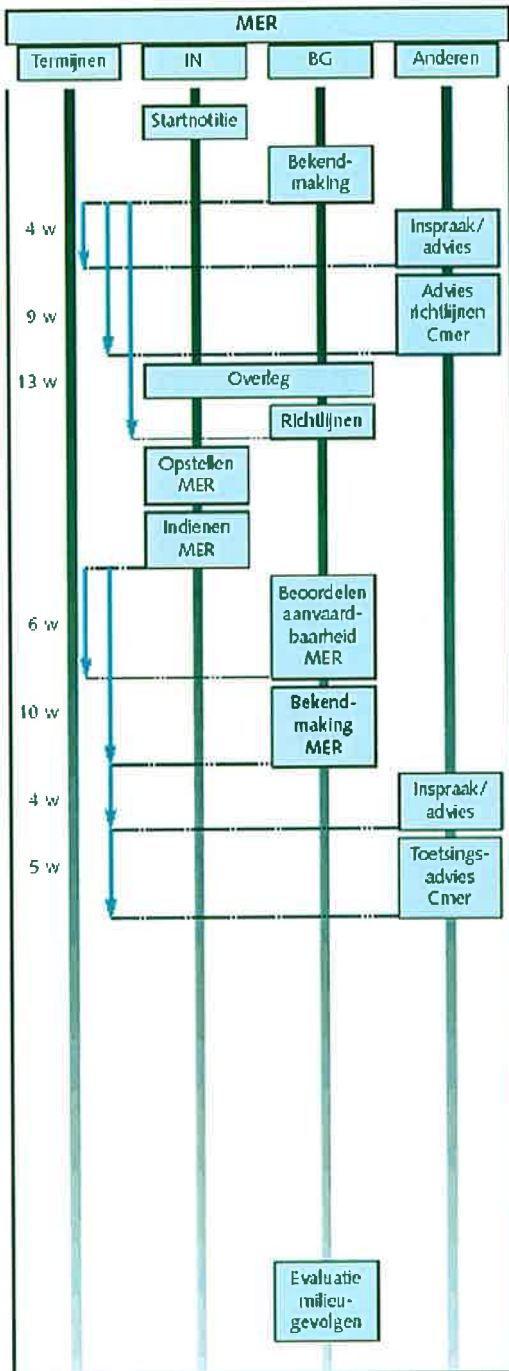 MER
Termijnen IN BG Anderen
Startnotitie
Bekend-
making
4 w
Inspraak/
advies
9 w
Advies
richtlijnen
Cmer
13 w
Overleg
Richtlijnen
Opstellen
MER
Indienen
MER
6 w
Beoordelen
aanvaard-
baarheid
MER
10 w
Bekend-
making
MER
4 w
Inspraak/
advies
5 w
Toetsings-
advies
Cmer
Evaluatie
milieu-
gevolgen